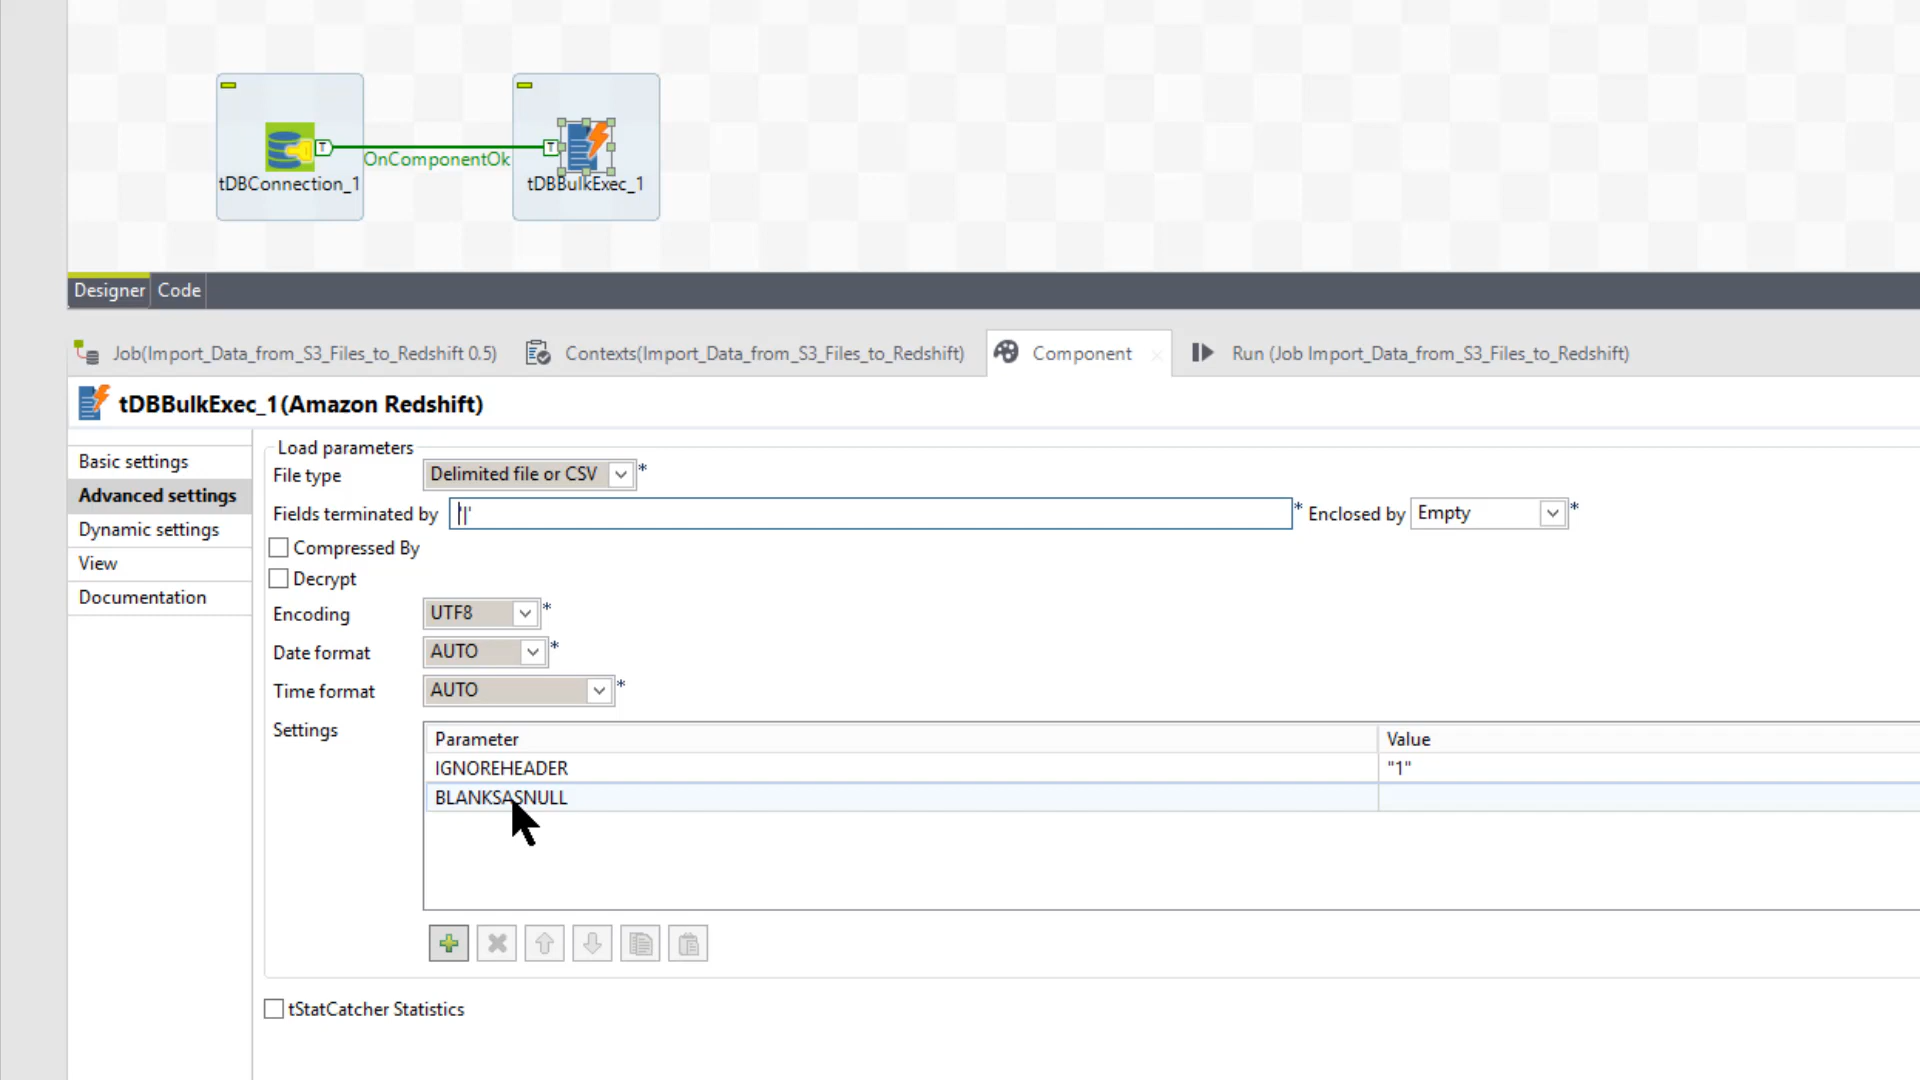 T
T
OnComponentOk
tDBConnection_1
tDBBulkExec_1
Designer
Code
Job(Import_Data_from_S3_Files_to_Redshift 0.5)
Contexts(Import_Data_from_S3_Files_to_Redshift)
Component
Run (Job Import_Data_from_S3_Files_to_Redshift)
tDBBulkExec_1(Amazon Redshift)
Basic settings
Advanced settings
Dynamic settings
View
Documentation
Load parameters
File type
Delimited file or CSV
*
Fields terminated by
'|'
*
Enclosed by
Empty
*
Compressed By
Decrypt
Encoding
UTF8
*
Date format
AUTO
*
Time format
AUTO
*
Settings
Parameter
Value
IGNOREHEADER
"1"
BLANKSASNULL
tStatCatcher Statistics